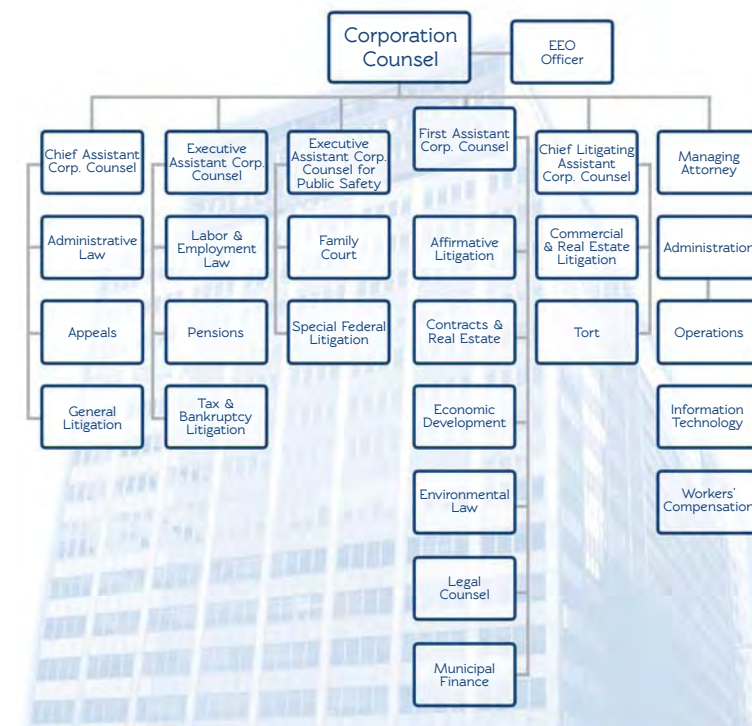 Corporation
Counsel
EEO
Officer
Chief Assistant
Corp. Counsel
Executive
Assistant Corp.
Counsel
Executive
Assistant Corp.
Counsel for
Public Safety
First Assistant
Corp. Counsel
Chief Litigating
Assistant
Corp. Counsel
Managing
Attorney
Administrative
Law
Labor &
Employment
Law
Family
Court
Affirmative
Litigation
Commercial
& Real Estate
Litigation
Administration
Appeals
Pensions
Special Federal
Litigation
Contracts &
Real Estate
Tort
Operations
General
Litigation
Tax &
Bankruptcy
Litigation
Economic
Development
Information
Technology
Environmental
Law
Workers'
Compensation
Legal
Counsel
Municipal
Finance